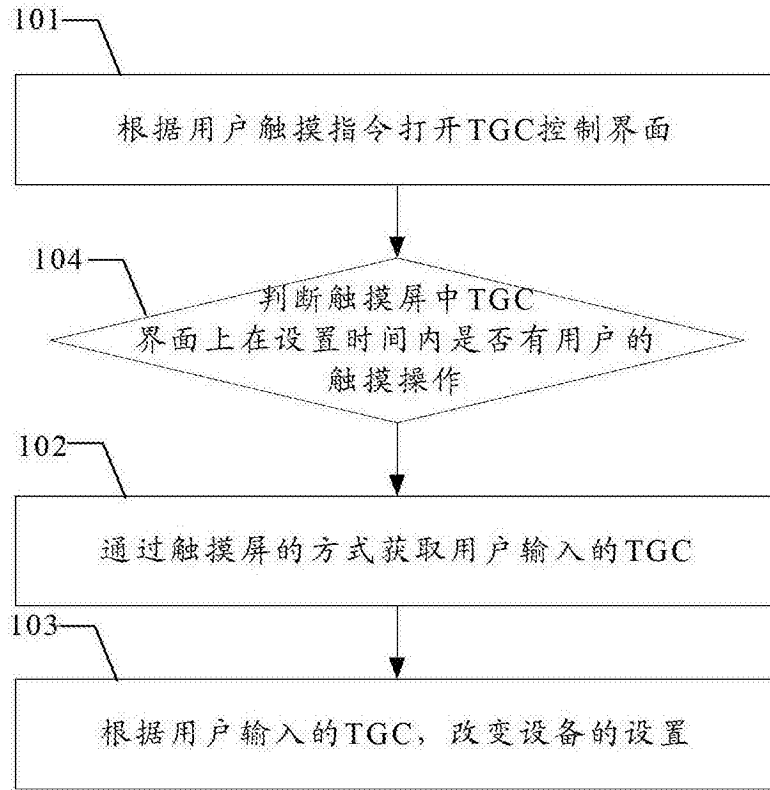 101
根据用户触摸指令打开TGC控制界面
104
判断触摸屏中TGC
界面上在设置时间内是否有用户的
触摸操作
102
通过触摸屏的方式获取用户输入的TGC
103
根据用户输入的TGC，改变设备的设置